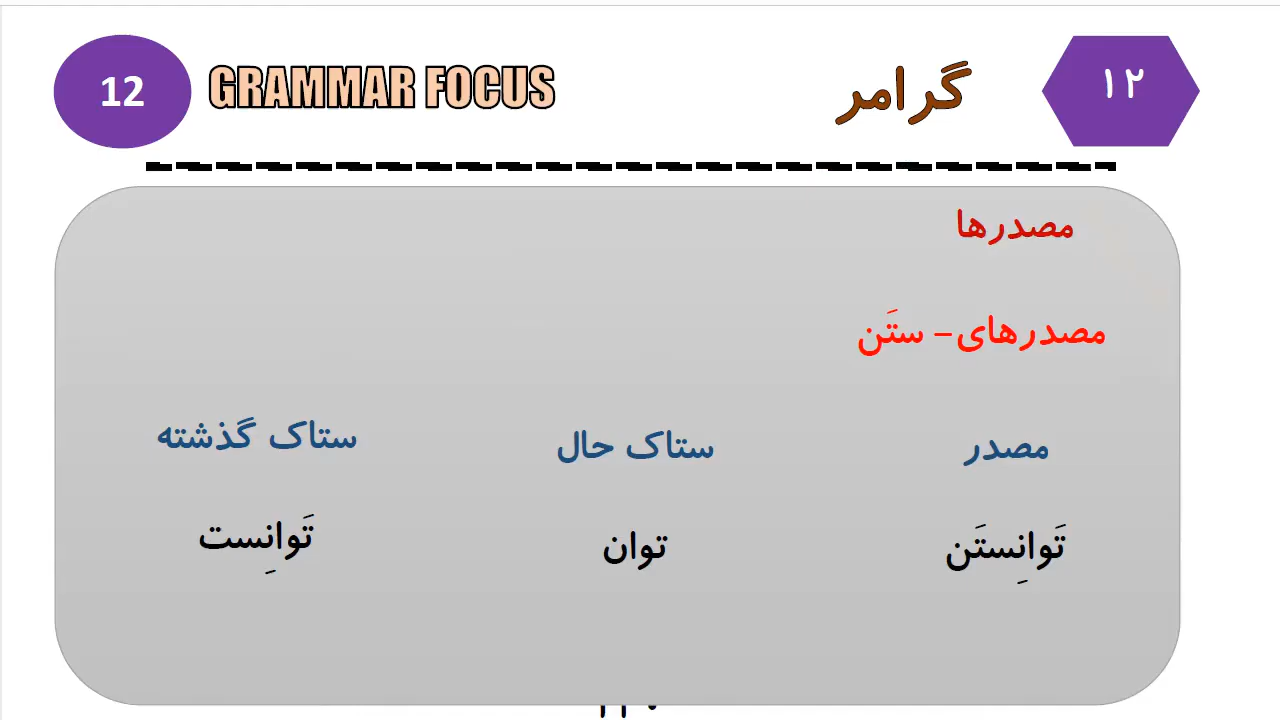 12 GRAMMAR FOCUS گرامر ۱۲
مصدرها
مصدرهای- ستَن
مصدر ستاک حال ستاک گذشته
تَوانِستَن توان تَوانِست